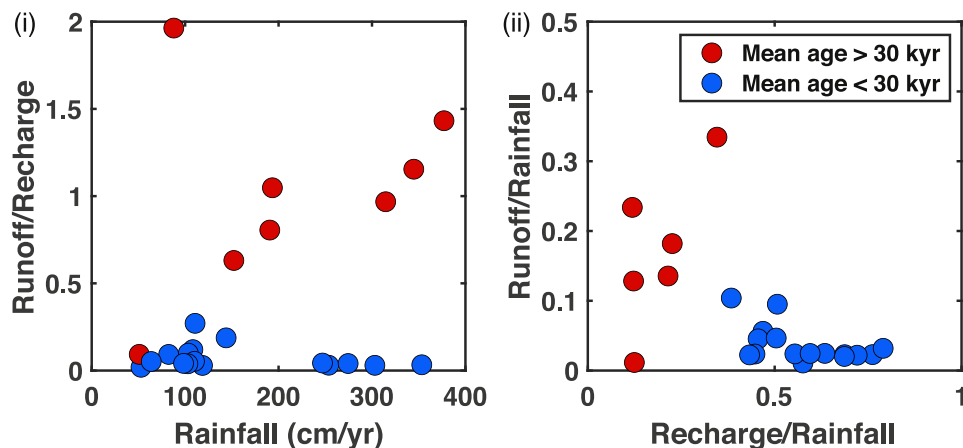 (i)
2
1.5
1
0.5
0
0
100
200
300
400
Runoff/Recharge
Rainfall (cm/yr)
(ii)
0.5
0.4
0.3
0.2
0.1
0
0
0.5
1
Runoff/Rainfall
Recharge/Rainfall
Mean age > 30 kyr
Mean age < 30 kyr